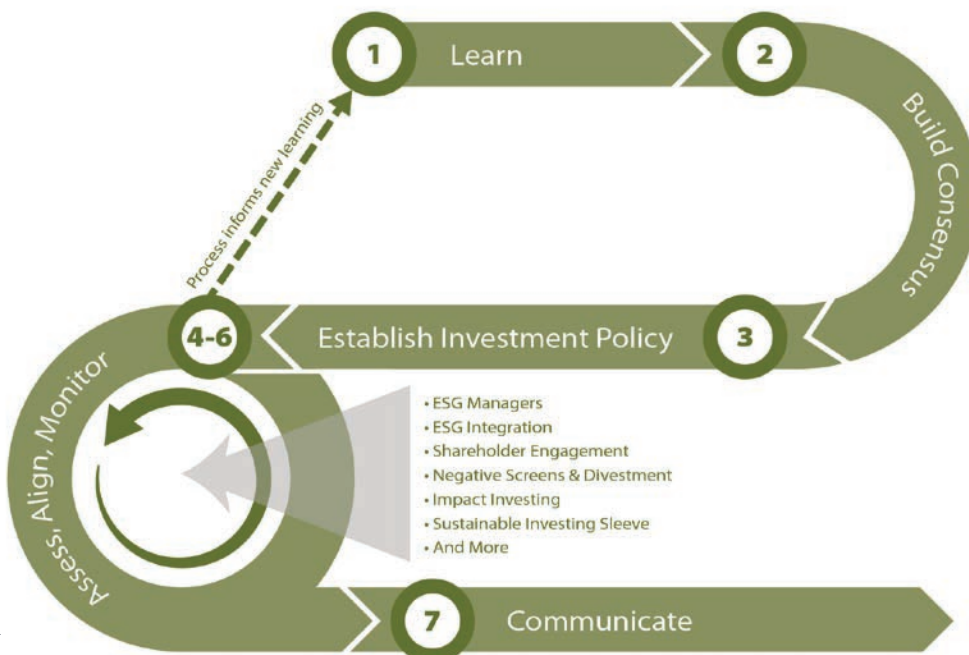 1
Learn
2
Build Consensus
Process informs new learning
3
Establish Investment Policy
4-6
Assess, Align, Monitor
• ESG Managers
• ESG Integration
• Shareholder Engagement
• Negative Screens & Divestment
• Impact Investing
• Sustainable Investing Sleeve
• And More
7
Communicate